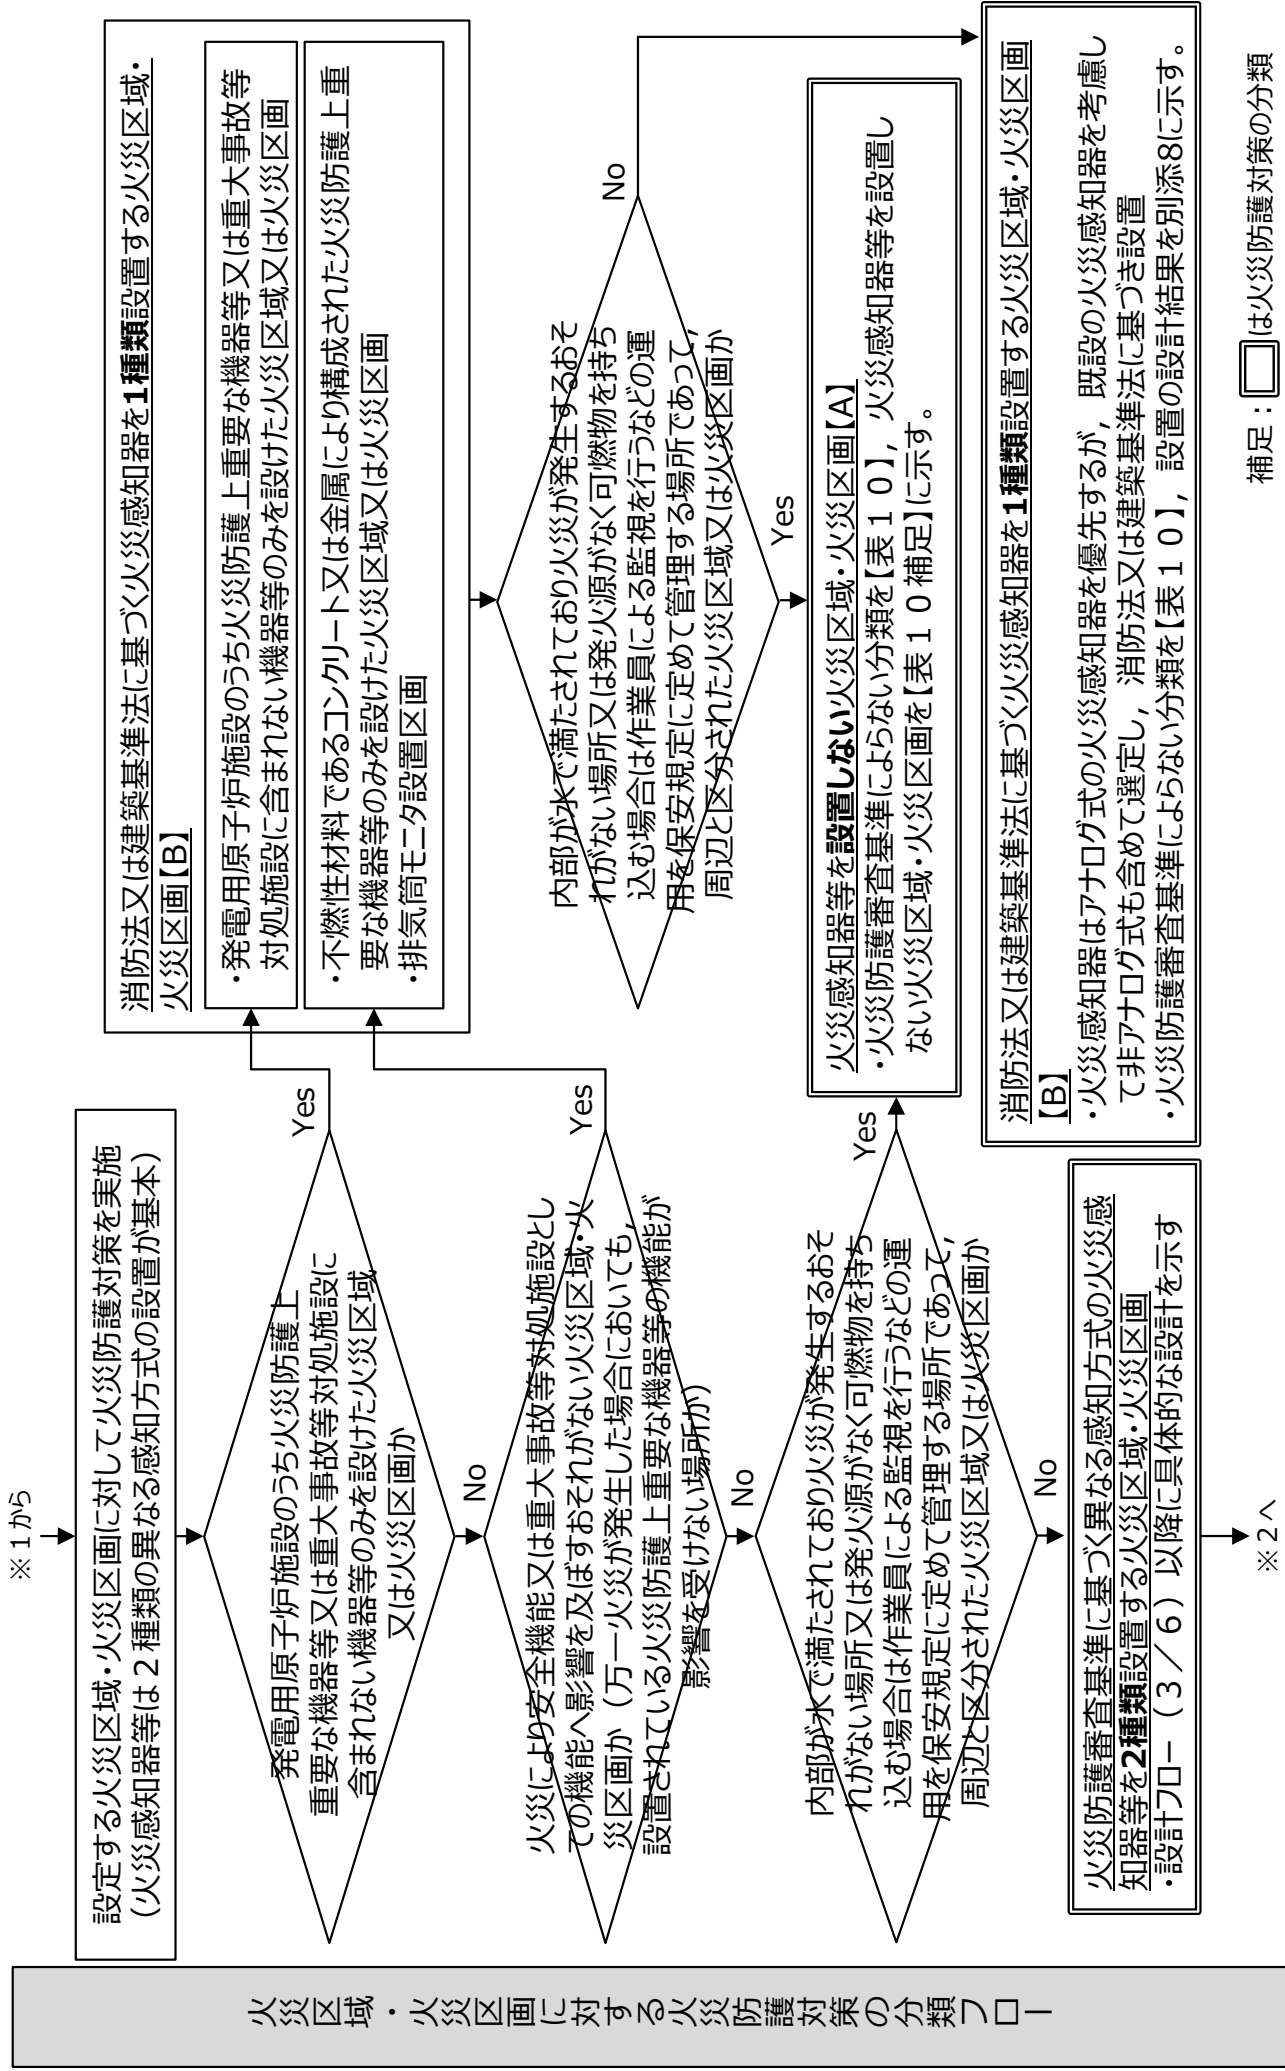 火災区域・火災区画に対する火災防護対策の分類フロー
※１から
設定する火災区域・火災区画に対して火災防護対策を実施
（火災感知器等は２種類の異なる感知方式の設置が基本）
発電用原子炉施設のうち火災防護上
重要な機器等又は重大事故等対処施設に
含まれない機器等のみを設けた火災区域
又は火災区画か
Yes
No
火災により安全機能又は重大事故等対処施設とし
ての機能へ影響を及ぼすおそれがない火災区域・火
災区画か（万一火災が発生した場合においても，
設置されている火災防護上重要な機器等の機能が
影響を受けない場所か）
Yes
No
内部が水で満たされており火災が発生するおそ
れがない場所又は発火源がなく可燃物を持ち
込む場合は作業員による監視を行うなどの運
用を保安規定に定めて管理する場所であって，
周辺と区分された火災区域又は火災区画か
Yes
No
火災防護審査基準に基づく異なる感知方式の火災感
知器等を2種類設置する火災区域・火災区画
・設計フロー（３／６）以降に具体的な設計を示す
※２へ
消防法又は建築基準法に基づく火災感知器を1種類設置する火災区域・
火災区画【B】
・発電用原子炉施設のうち火災防護上重要な機器等又は重大事故等
対処施設に含まれない機器等のみを設けた火災区域又は火災区画
・不燃性材料であるコンクリート又は金属により構成された火災防護上重
要な機器等のみを設けた火災区域又は火災区画
・排気筒モニタ設置区画
内部が水で満たされており火災が発生するおそ
れがない場所又は発火源がなく可燃物を持ち
込む場合は作業員による監視を行うなどの運
用を保安規定に定めて管理する場所であって，
周辺と区分された火災区域又は火災区画か
No
Yes
火災感知器等を設置しない火災区域・火災区画【A】
・火災防護審査基準によらない分類を【表１０】，火災感知器等を設置し
ない火災区域・火災区画を【表１０補足】に示す。
消防法又は建築基準法に基づく火災感知器を1種類設置する火災区域・火災区画
【B】
・火災感知器はアナログ式の火災感知器を優先するが，既設の火災感知器を考慮し
て非アナログ式も含めて選定し，消防法又は建築基準法に基づき設置
・火災防護審査基準によらない分類を【表１０】，設置の設計結果を別添8に示す。
補足：は火災防護対策の分類